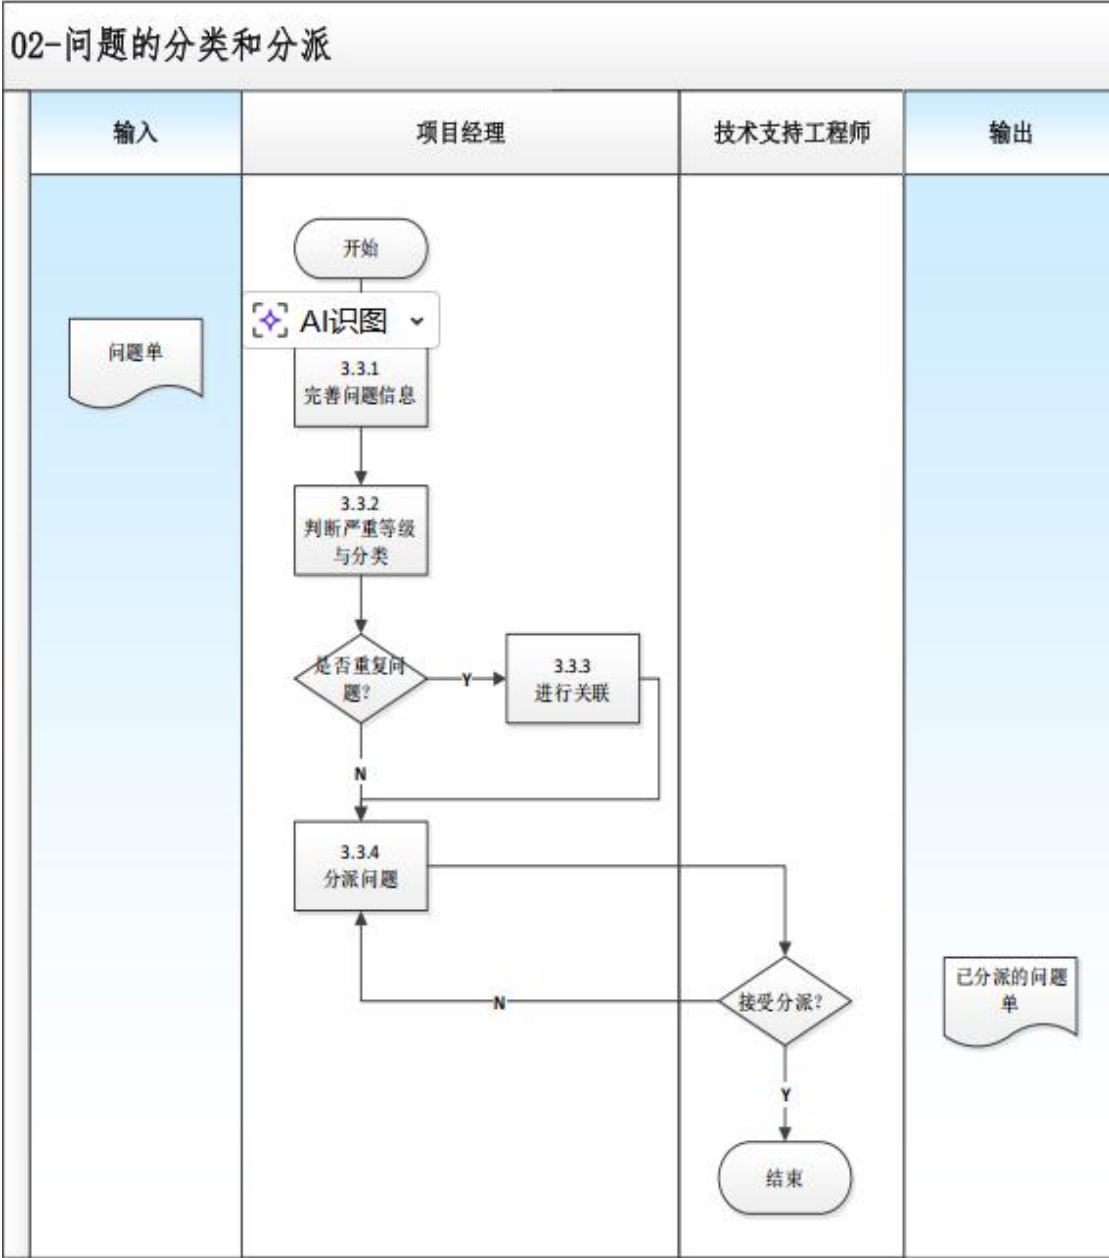 02-问题的分类和分派
输入
项目经理
技术支持工程师
输出
开始
AI识图
问题单
3.3.1
完善问题信息
3.3.2
判断严重等级
与分类
是否重复问
题?
Y
3.3.3
进行关联
N
3.3.4
分派问题
已分派的问题
单
接受分派?
N
Y
结束